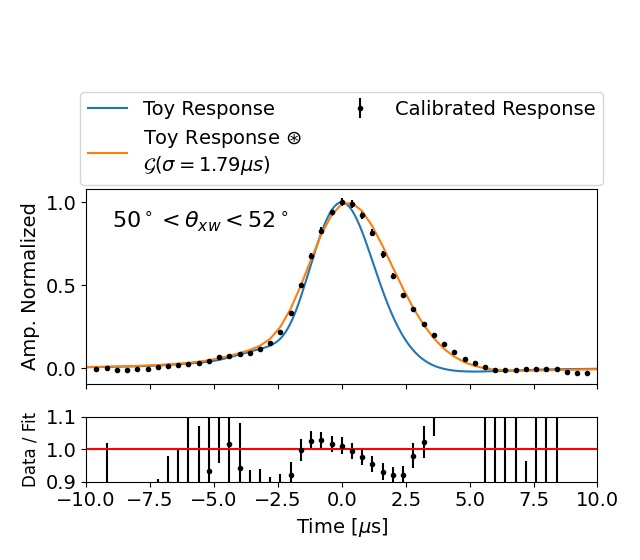 Toy Response
Calibrated Response
Toy Response ⊛
𝒢(σ = 1.79μs)
1.0
50° < θxw < 52°
0.5
0.0
Amp. Normalized
1.1
1.0
0.9
Data / Fit
−10.0 −7.5 −5.0 −2.5 0.0 2.5 5.0 7.5 10.0
Time [μs]